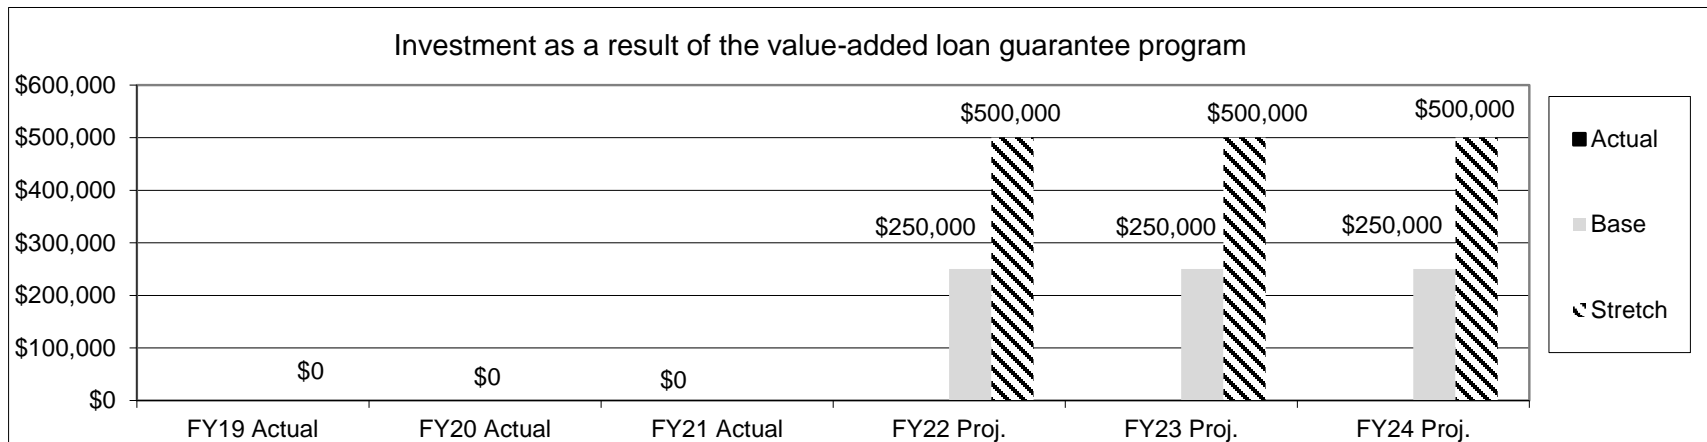 Investment as a result of the value-added loan guarantee program
$600,000
$500,000
$400,000
$300,000
$200,000
$100,000
$0
$0
$0
$0
$250,000
$500,000
$250,000
$500,000
$250,000
$500,000
FY19 Actual
FY20 Actual
FY21 Actual
FY22 Proj.
FY23 Proj.
FY24 Proj.
Actual
Base
Stretch